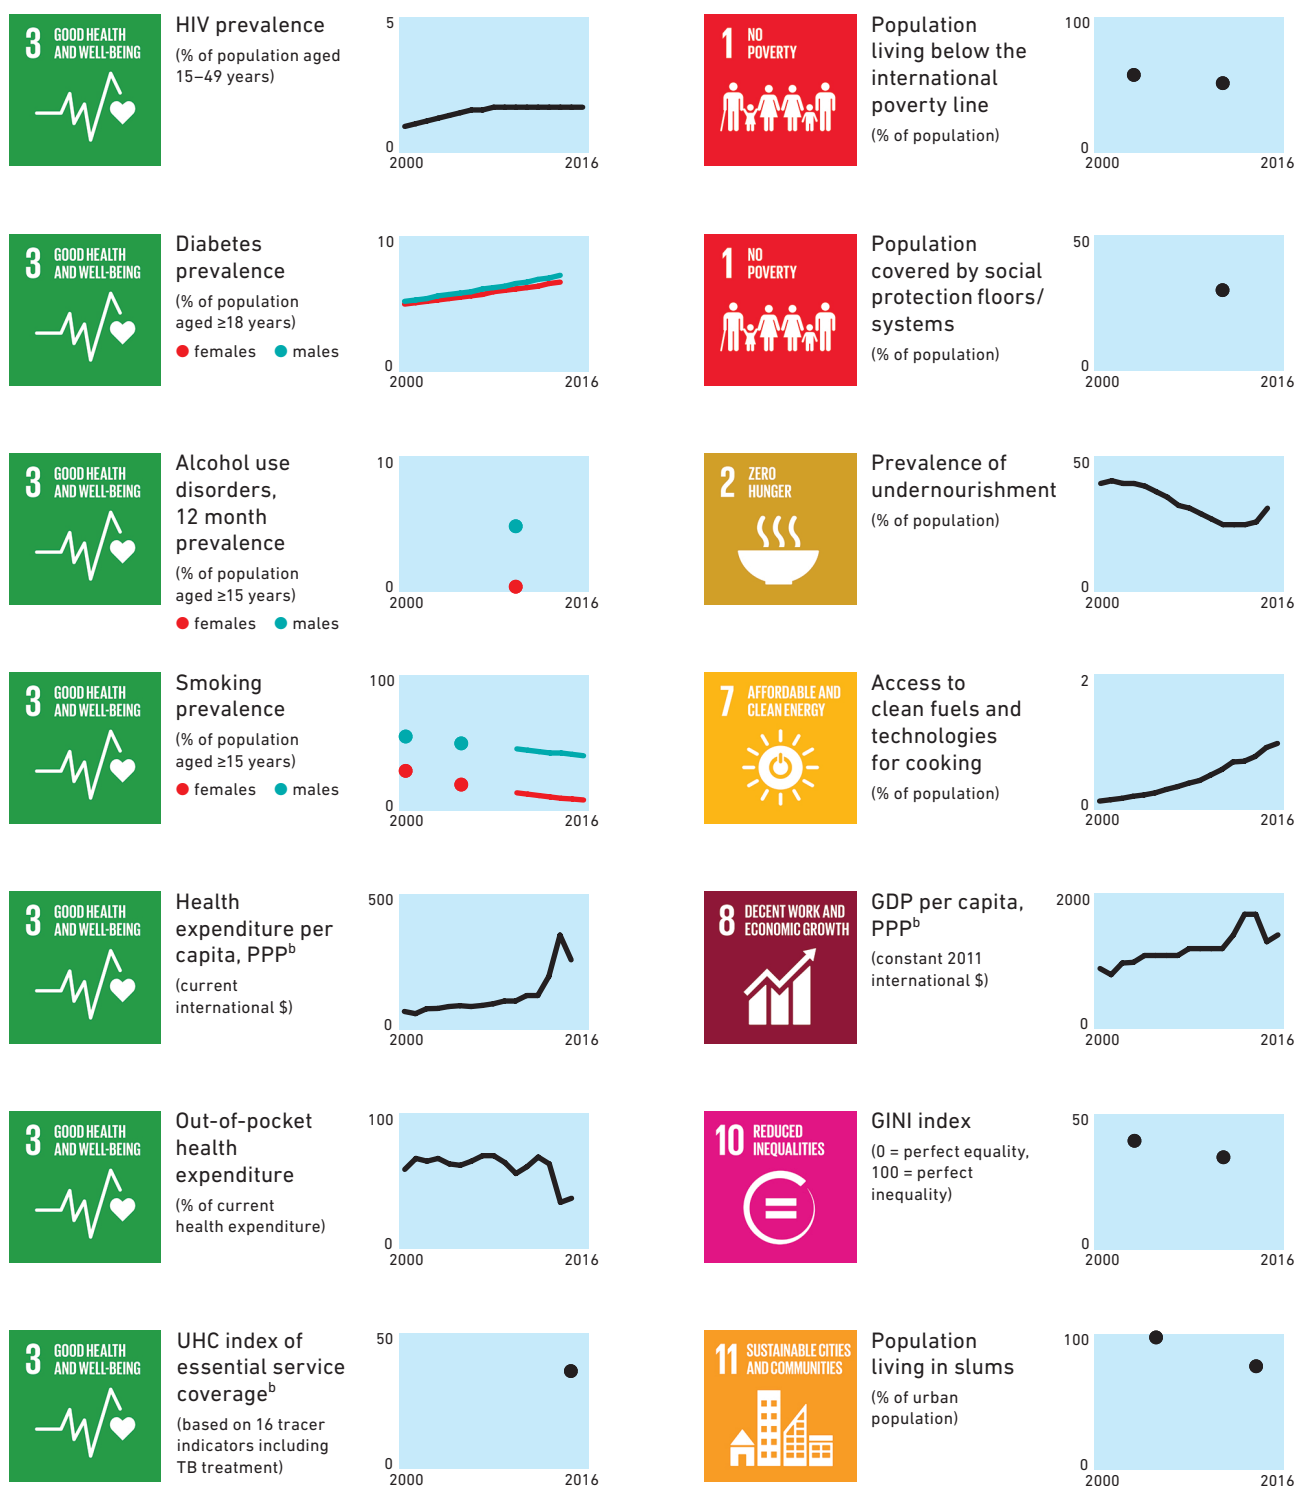 3 GOOD HEALTH
AND WELL-BEING
HIV prevalence
(% of population aged
15–49 years)
5
0
2000 2016
3 GOOD HEALTH
AND WELL-BEING
Diabetes
prevalence
(% of population
aged ≥18 years)
females males
10
0
2000 2016
3 GOOD HEALTH
AND WELL-BEING
Alcohol use
disorders,
12 month
prevalence
(% of population
aged ≥15 years)
females males
10
0
2000 2016
3 GOOD HEALTH
AND WELL-BEING
Smoking
prevalence
(% of population
aged ≥15 years)
females males
100
0
2000 2016
3 GOOD HEALTH
AND WELL-BEING
Health
expenditure per
capita, PPPb
(current
international $)
500
0
2000 2016
3 GOOD HEALTH
AND WELL-BEING
Out-of-pocket
health
expenditure
(% of current
health expenditure)
100
0
2000 2016
3 GOOD HEALTH
AND WELL-BEING
UHC index of
essential service
coverageb
(based on 16 tracer
indicators including
TB treatment)
50
0
2000 2016
1 NO
POVERTY
Population
living below the
international
poverty line
(% of population)
100
0
2000 2016
1 NO
POVERTY
Population
covered by social
protection floors/
systems
(% of population)
50
0
2000 2016
2 ZERO
HUNGER
Prevalence of
undernourishment
(% of population)
50
0
2000 2016
7 AFFORDABLE AND
CLEAN ENERGY
Access to
clean fuels and
technologies
for cooking
(% of population)
2
0
2000 2016
8 DECENT WORK AND
ECONOMIC GROWTH
GDP per capita,
PPPb
(constant 2011
international $)
2000
0
2000 2016
10 REDUCED
INEQUALITIES
GINI index
(0 = perfect equality,
100 = perfect
inequality)
50
0
2000 2016
11 SUSTAINABLE CITIES
AND COMMUNITIES
Population
living in slums
(% of urban
population)
100
0
2000 2016